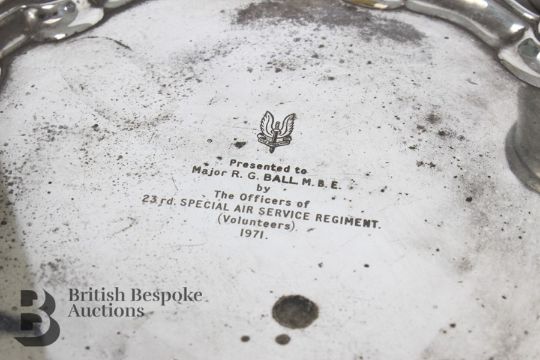 Presented to
Major R. G. BALL, M.B.E.
by
The Officers of
23rd. SPECIAL AIR SERVICE REGIMENT.
(Volunteers)
1971.
British Bespoke
Auctions